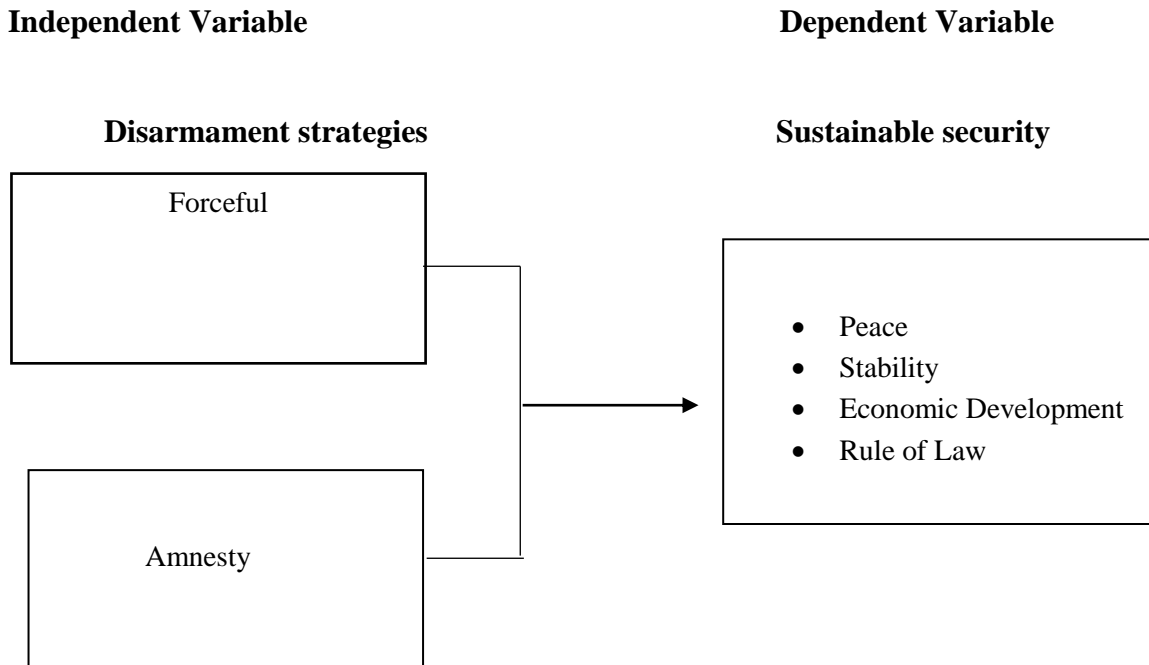 Independent Variable
Dependent Variable
Disarmament strategies
Sustainable security
Forceful
• Peace
• Stability
• Economic Development
• Rule of Law
Amnesty